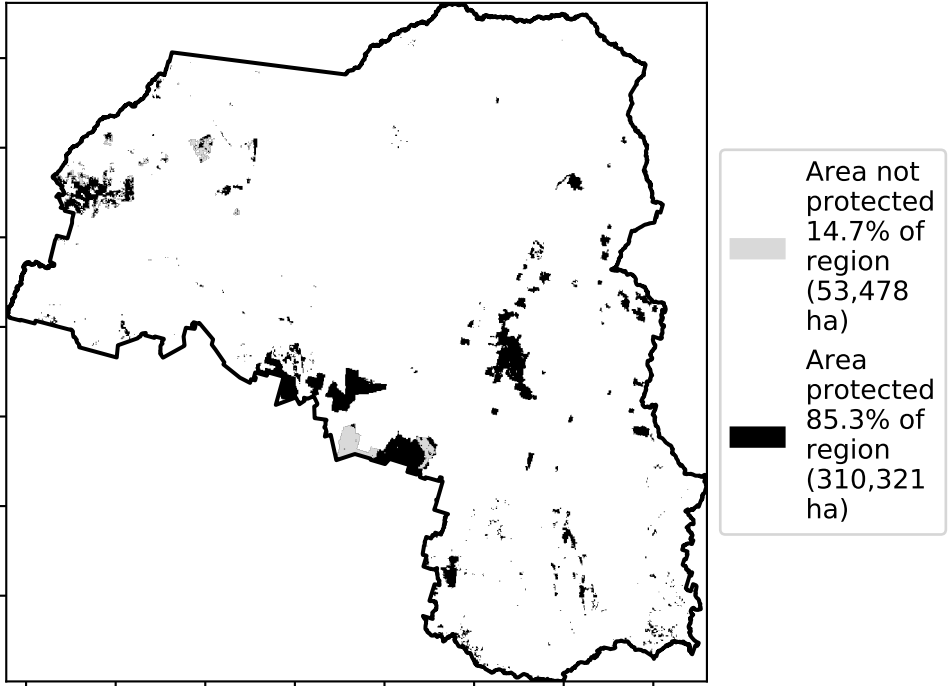 Area not
protected
14.7% of
region
(53,478
ha)
Area
protected
85.3% of
region
(310,321
ha)